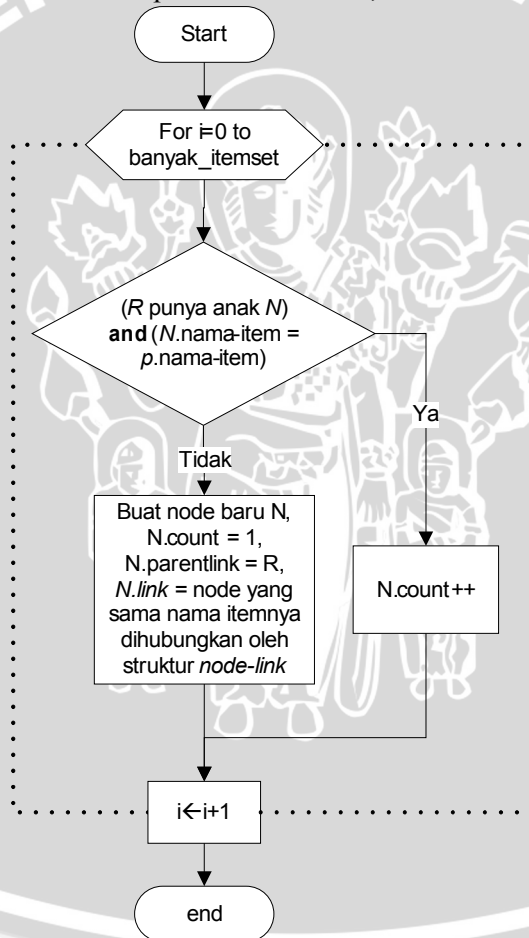 Start
For i=0 to
banyak_itemset
(R punya anak N)
and (N.nama-item =
p.nama-item)
Ya
Tidak
Buat node baru N,
N.count = 1,
N.parentlink = R,
N.link = node yang
sama nama itemnya
dihubungkan oleh
struktur node-link
N.count++
i←i+1
end